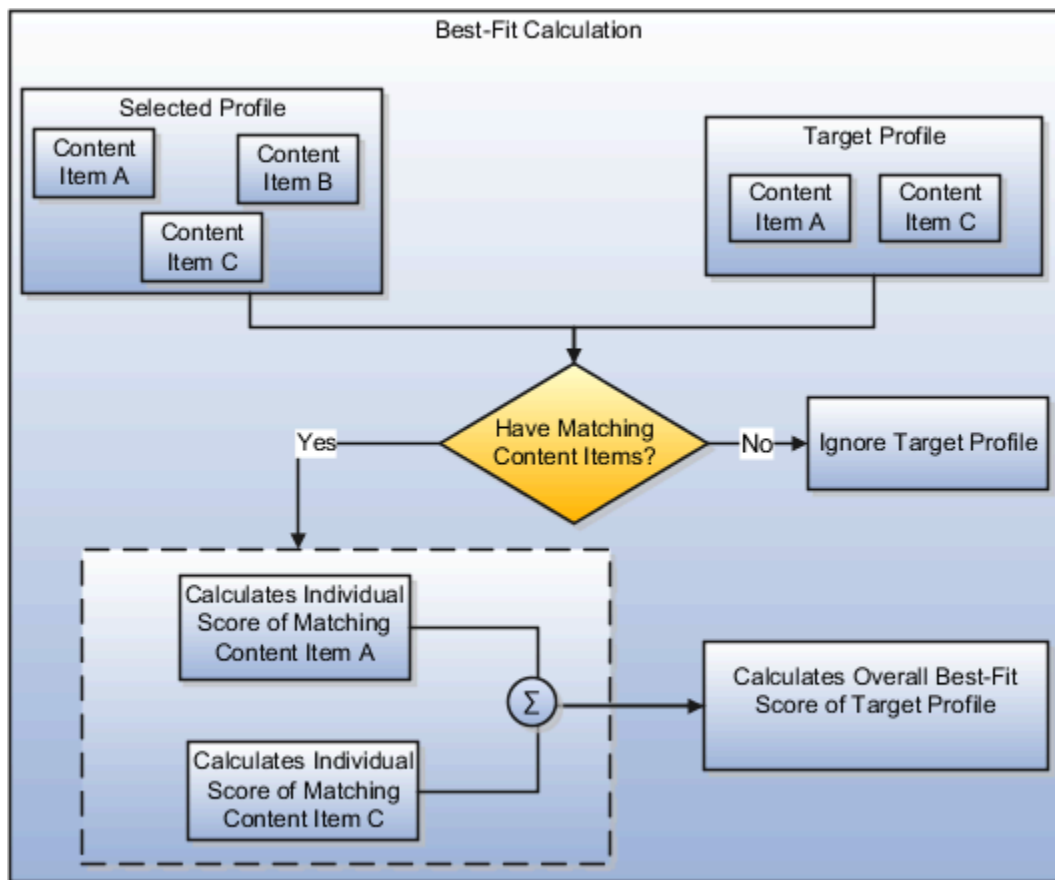 Best-Fit Calculation
Selected Profile
Content
Item A
Content
Item B
Content
Item C
Target Profile
Content
Item A
Content
Item C
Have Matching
Content Items?
Yes
No
Ignore Target Profile
Calculates Individual
Score of Matching
Content Item A
Σ
Calculates Individual
Score of Matching
Content Item C
Calculates Overall Best-Fit
Score of Target Profile